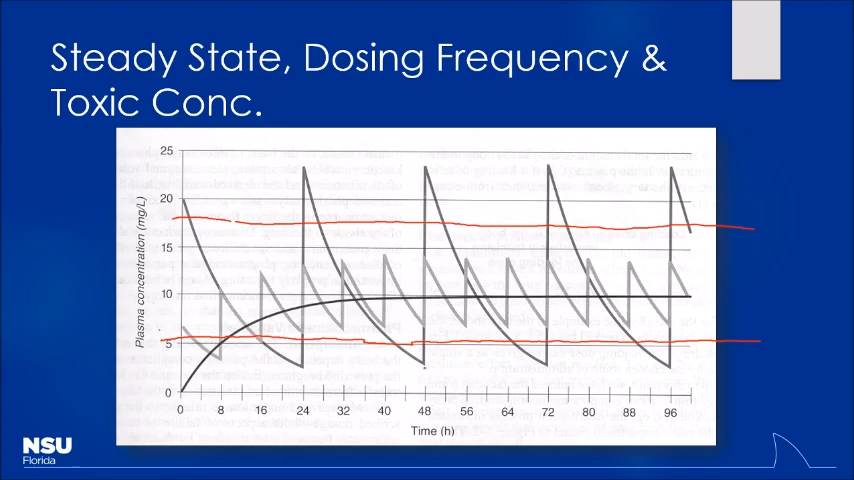 Steady State, Dosing Frequency &
Toxic Conc.
25
20
15
10
5
0
Plasma concentration (mg/L)
0 8 16 24 32 40 48 56 64 72 80 88 96
Time (h)
NSU
Florida